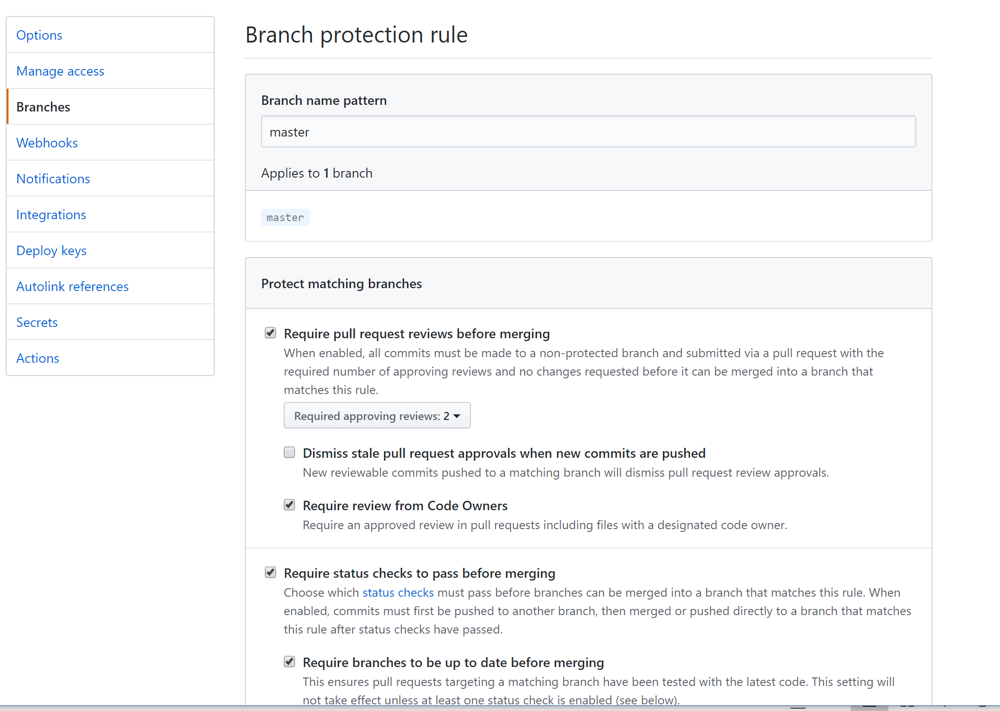 Options
Manage access
Branches
Webhooks
Notifications
Integrations
Deploy keys
Autolink references
Secrets
Actions
Branch protection rule
Branch name pattern
master
Applies to 1 branch
master
Protect matching branches
Require pull request reviews before merging
When enabled, all commits must be made to a non-protected branch and submitted via a pull request with the
required number of approving reviews and no changes requested before it can be merged into a branch that
matches this rule.
Required approving reviews: 2
Dismiss stale pull request approvals when new commits are pushed
New reviewable commits pushed to a matching branch will dismiss pull request review approvals.
Require review from Code Owners
Require an approved review in pull requests including files with a designated code owner.
Require status checks to pass before merging
Choose which status checks must pass before branches can be merged into a branch that matches this rule. When
enabled, commits must first be pushed to another branch, then merged or pushed directly to a branch that matches
this rule after status checks have passed.
Require branches to be up to date before merging
This ensures pull requests targeting a matching branch have been tested with the latest code. This setting will
not take effect unless at least one status check is enabled (see below).